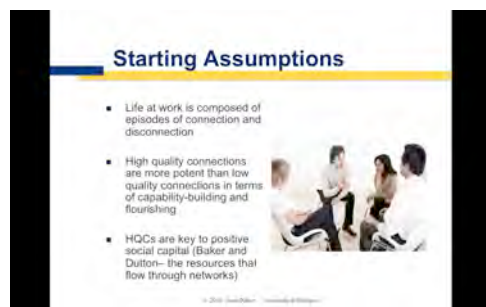 Starting Assumptions
Life at work is composed of
episodes of connection and
disconnection
High quality connections
are more potent than low
quality connections in terms
of capability-building and
flourishing
HQCs are key to positive
social capital (Baker and
Dutton– the resources that
flow through networks)